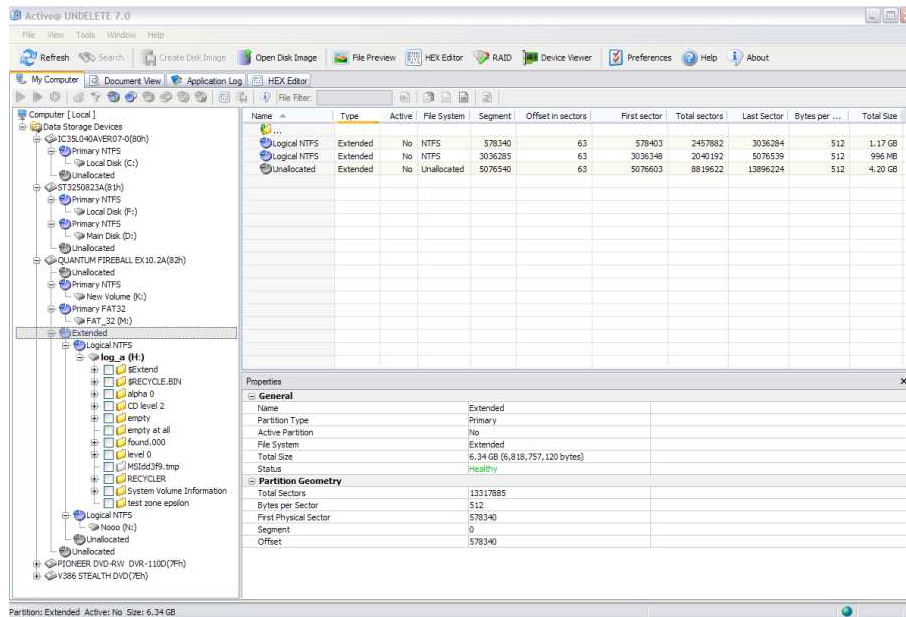 Active@ UNDELETE 7.0
File View Tools Window Help
Refresh Search Create Disk Image Open Disk Image File Preview HEX Editor RAID Device Viewer Preferences Help About
My Computer Document View Application Log HEX Editor
File Filter:
Computer [ Local ]
Data Storage Devices
IC35L040AVER07-0(80h)
Primary NTFS
Local Disk (C:)
Unallocated
ST3250823A(81h)
Primary NTFS
Local Disk (F:)
Primary NTFS
Main Disk (D:)
Unallocated
QUANTUM FIREBALL EX10.2A(82h)
Unallocated
Primary NTFS
New Volume (K:)
Primary FAT32
FAT_32 (M:)
Extended
Logical NTFS
log_a (H:)
$Extend
$RECYCLE.BIN
alpha 0
CD level 2
empty
empty at all
found.000
level 0
MSIdd3f9.tmp
RECYCLER
System Volume Information
test zone epsilon
Logical NTFS
Nooo (N:)
Unallocated
Unallocated
PIONEER DVD-RW DVR-110D(7Fh)
V386 STEALTH DVD(7Eh)
Name Type Active File System Segment Offset in sectors First sector Total sectors Last Sector Bytes per ... Total Size
...
Logical NTFS Extended No NTFS 578340 63 578403 2457882 3036284 512 1.17 GB
Logical NTFS Extended No NTFS 3036285 63 3036348 2040192 5076539 512 996 MB
Unallocated Extended No Unallocated 5076540 63 5076603 8819622 13896224 512 4.20 GB
Properties x
General
Name Extended
Partition Type Primary
Active Partition No
File System Extended
Total Size 6.34 GB (6,818,757,120 bytes)
Status Healthy
Partition Geometry
Total Sectors 13317885
Bytes per Sector 512
First Physical Sector 578340
Segment 0
Offset 578340
Partition: Extended Active: No Size: 6.34 GB